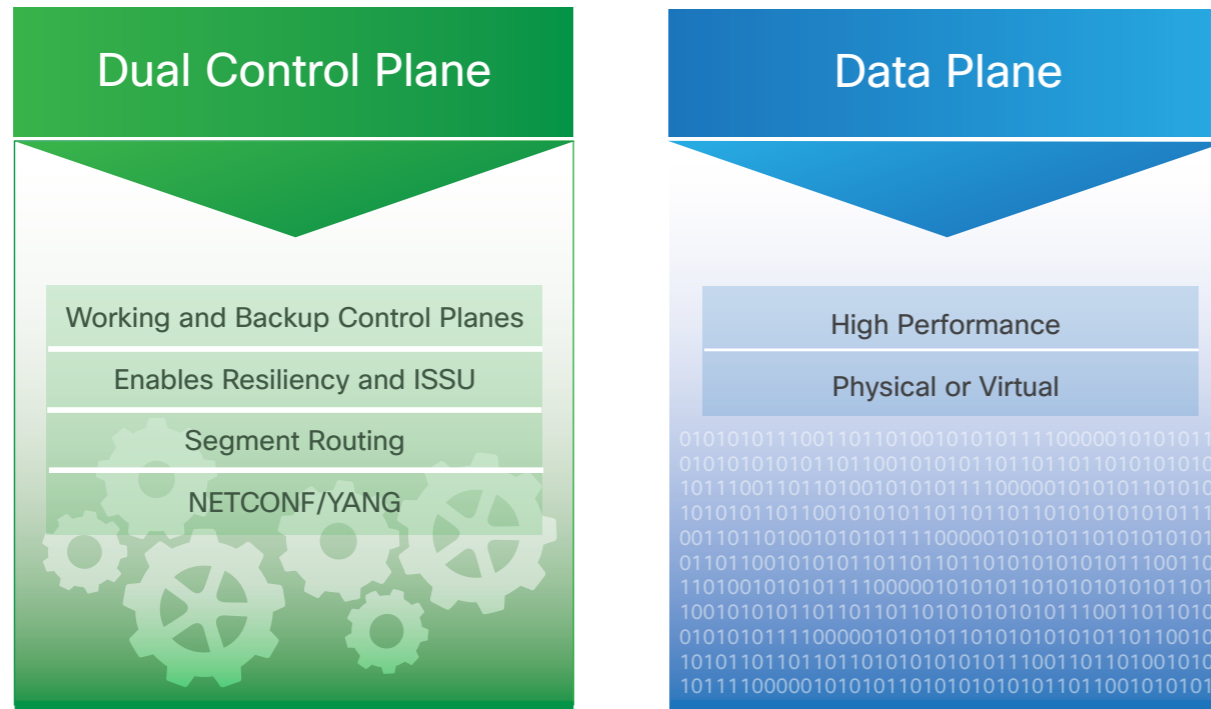 Dual Control Plane
Working and Backup Control Planes
Enables Resiliency and ISSU
Segment Routing
NETCONF/YANG
Data Plane
High Performance
Physical or Virtual